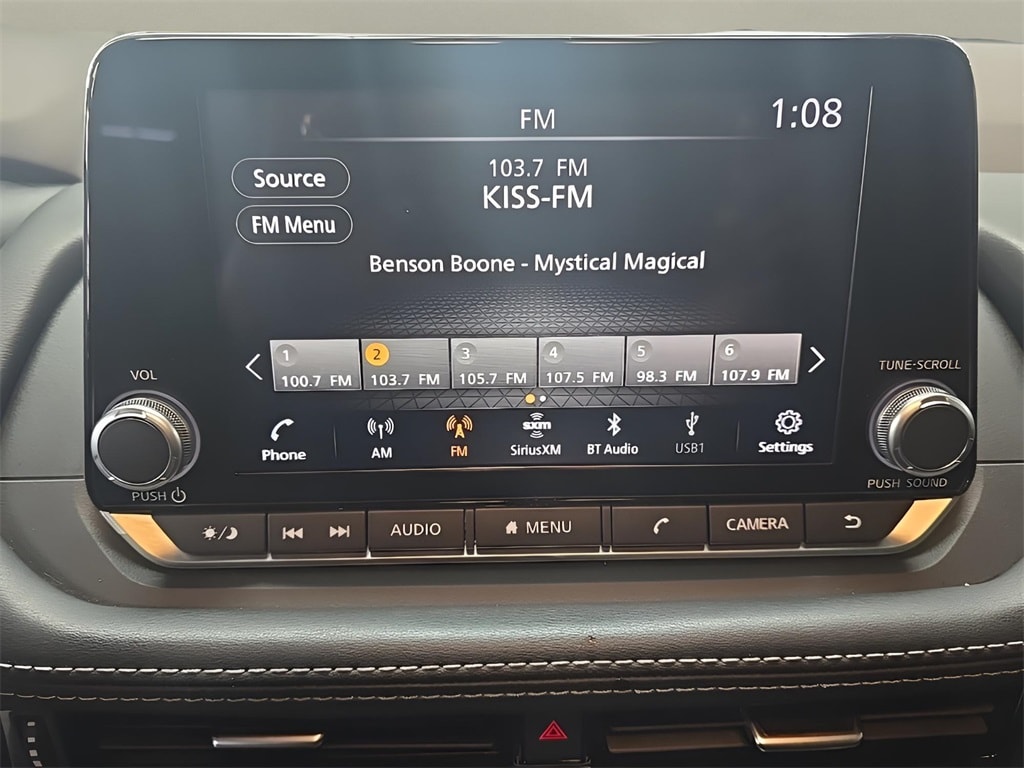 FM
1:08
103.7 FM
Source
KISS-FM
FM Menu
Benson Boone - Mystical Magical
1 2 3 4 5 6
100.7 FM 103.7 FM 105.7 FM 107.5 FM 98.3 FM 107.9 FM
VOL
TUNE·SCROLL
sxm
Phone AM FM SiriusXM BT Audio USB1 Settings
PUSH
PUSH SOUND
AUDIO MENU CAMERA